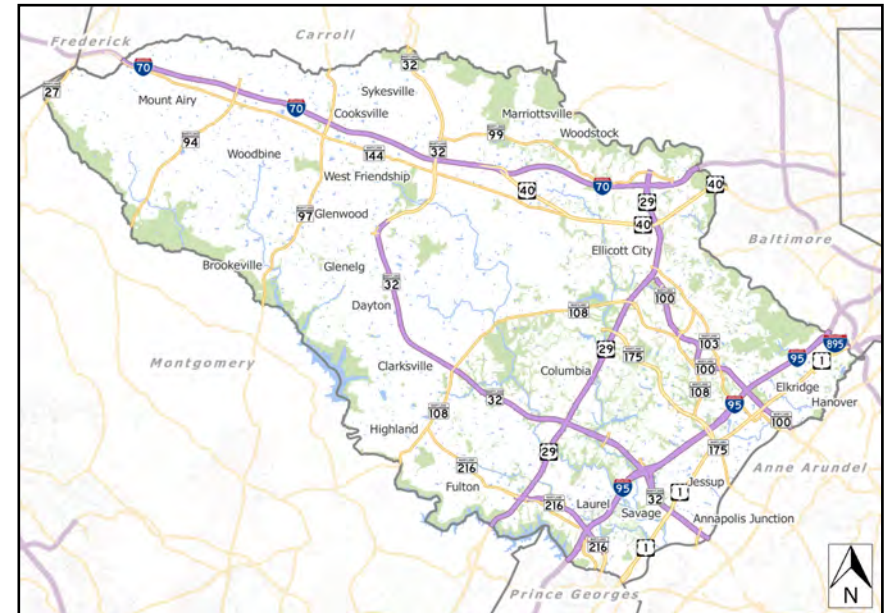 Frederick
Carroll
32
70
27
Mount Airy
Sykesville
70
Marriottsville
Cooksville
99
Woodstock
94
32
144
Woodbine
West Friendship
40
70
40
29
97
Glenwood
40
Ellicott City
Baltimore
Brookeville
Glenelg
32
100
Dayton
108
103
895
29
175
95
1
Montgomery
Clarksville
Columbia
100
Elkridge
32
108
95
Hanover
108
100
Highland
29
175
Anne Arundel
216
Jessup
Fulton
95
1
216
Laurel
32
Savage
Annapolis Junction
216
1
Prince Georges
N